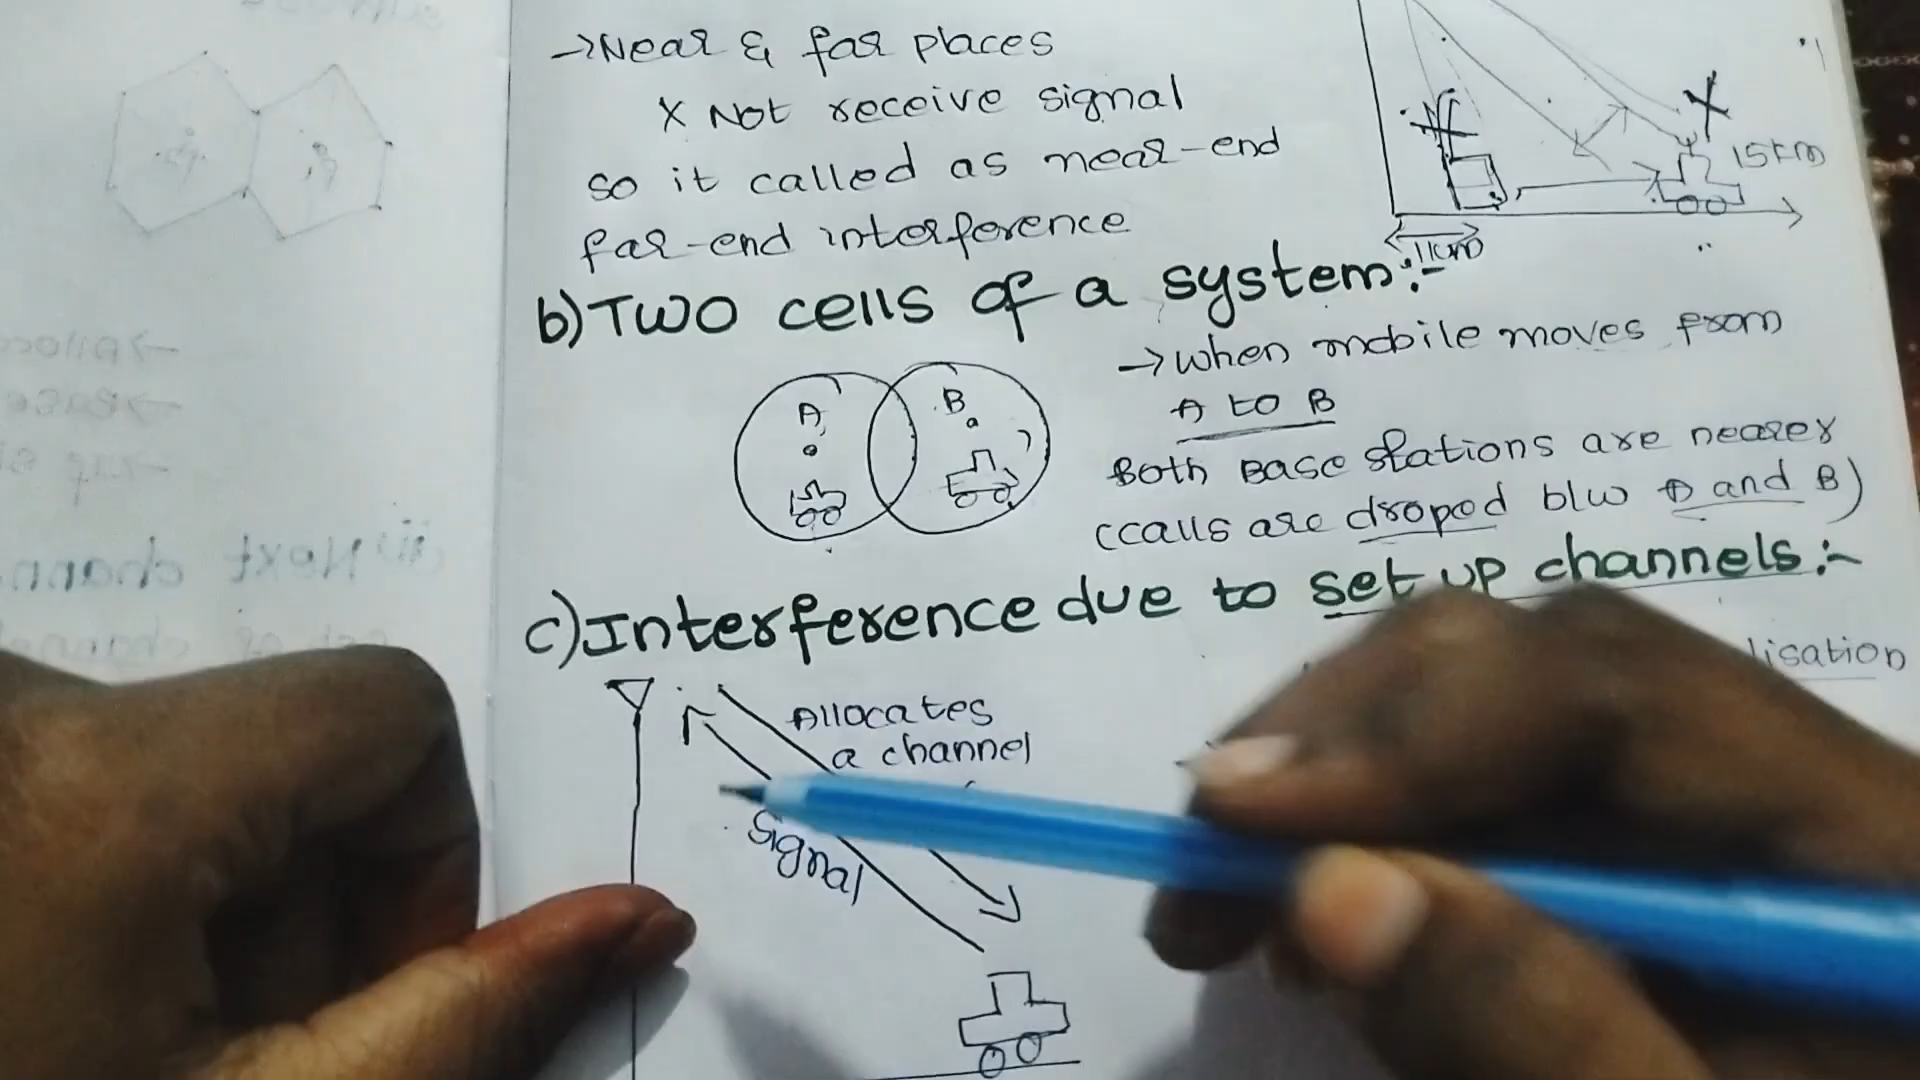 →Near & far places
X Not receive signal
so it called as near-end
far-end interference
15km
11km
b)Two cells of a system:-
A
B
→when mobile moves from
A to B
Both Base stations are nearer
(calls are droped b/w A and B)
c)Interference due to set up channels:-
lisation
Allocates
a channel
signal